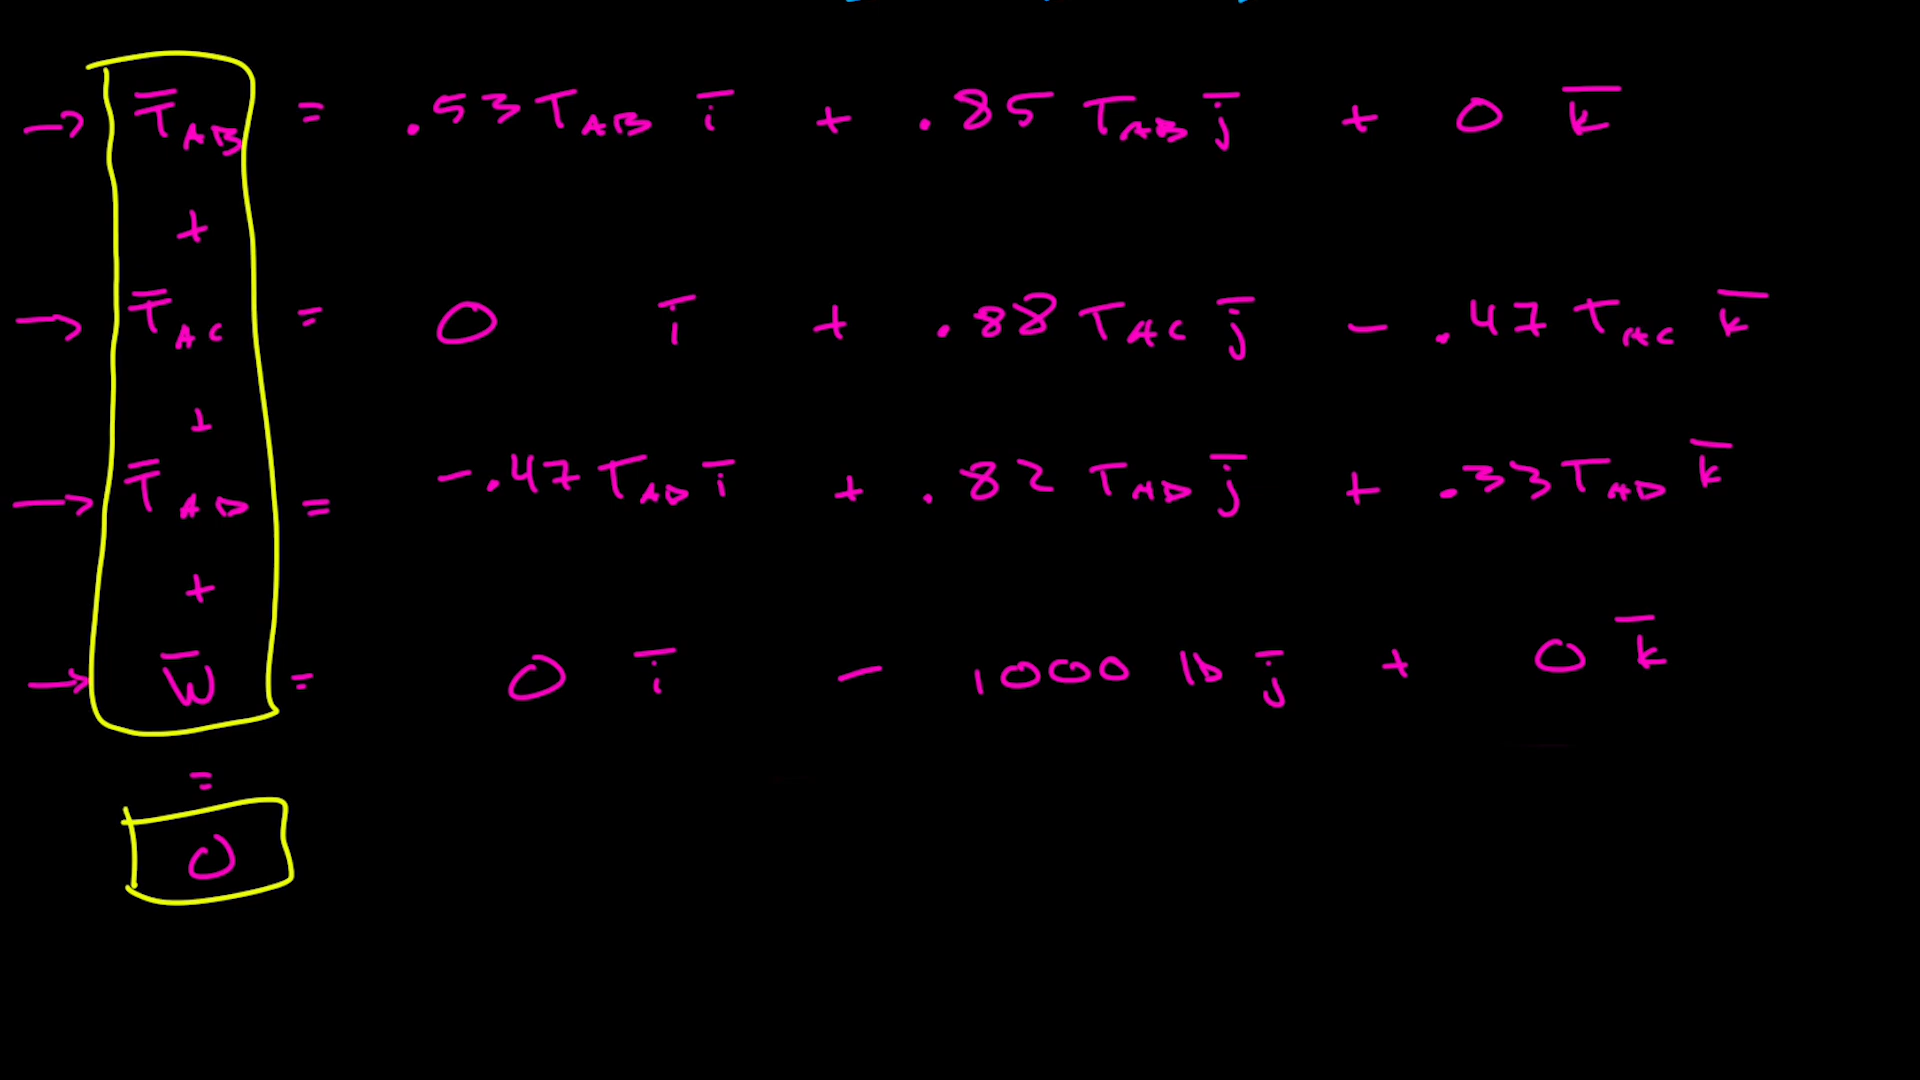 → T̅AB = .53 TAB i̅ + .85 TAB j̅ + 0 k̅
+
→ T̅AC = 0 i̅ + .88 TAC j̅ - .47 TAC k̅
+
→ T̅AD = -.47 TAD i̅ + .82 TAD j̅ + .33 TAD k̅
+
→ W̅ = 0 i̅ - 1000 lb j̅ + 0 k̅
=
0